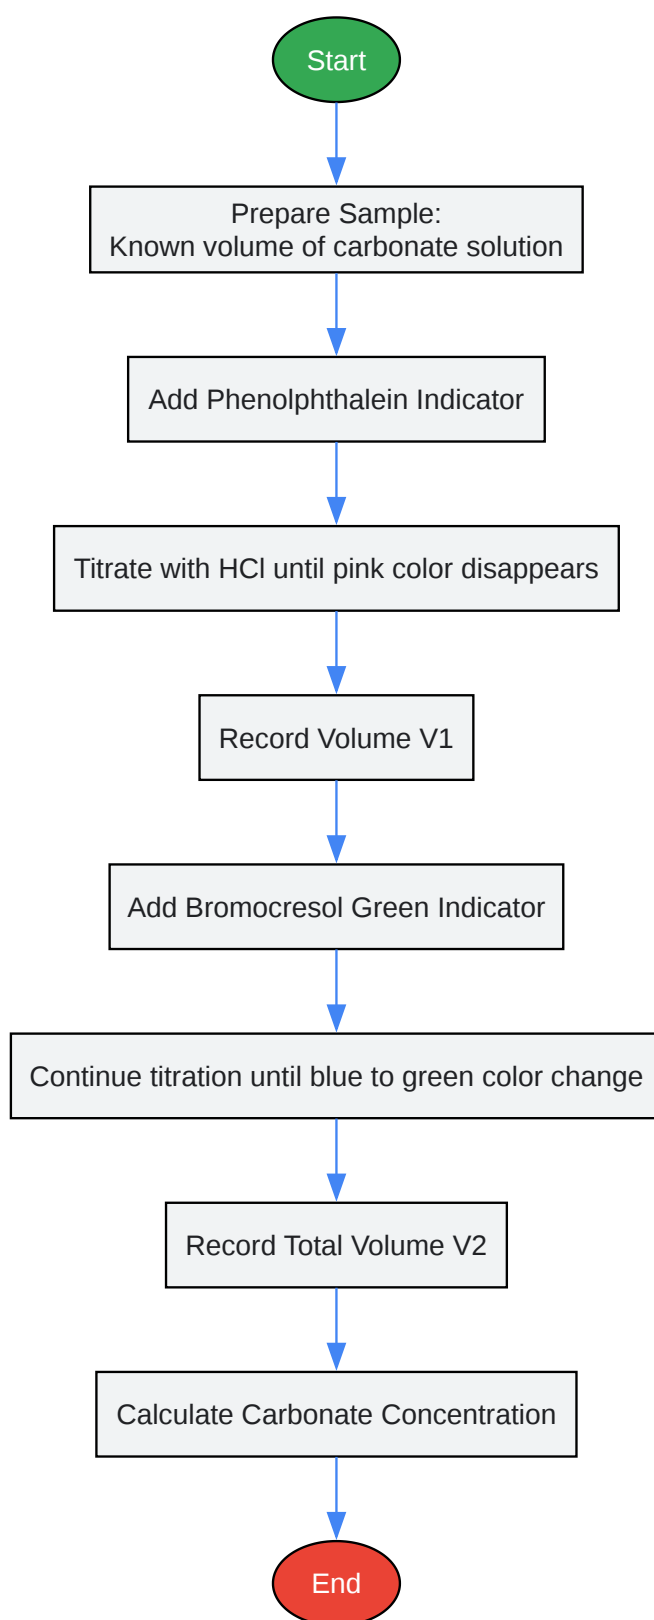 Start
Prepare Sample:
Known volume of carbonate solution
Add Phenolphthalein Indicator
Titrate with HCl until pink color disappears
Record Volume V1
Add Bromocresol Green Indicator
Continue titration until blue to green color change
Record Total Volume V2
Calculate Carbonate Concentration
End